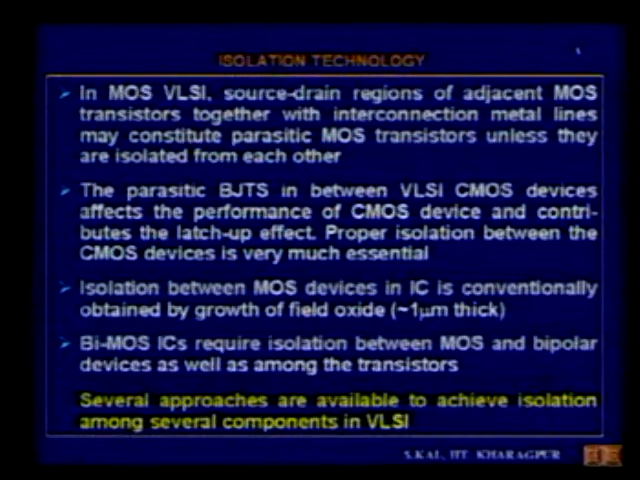 ISOLATION TECHNOLOGY
In MOS VLSI, source-drain regions of adjacent MOS
transistors together with interconnection metal lines
may constitute parasitic MOS transistors unless they
are isolated from each other
The parasitic BJTS in between VLSI CMOS devices
affects the performance of CMOS device and contri-
butes the latch-up effect. Proper isolation between the
CMOS devices is very much essential
Isolation between MOS devices in IC is conventionally
obtained by growth of field oxide (~1µm thick)
Bi-MOS ICs require isolation between MOS and bipolar
devices as well as among the transistors
Several approaches are available to achieve isolation
among several components in VLSI
S.KAL, IIT KHARAGPUR